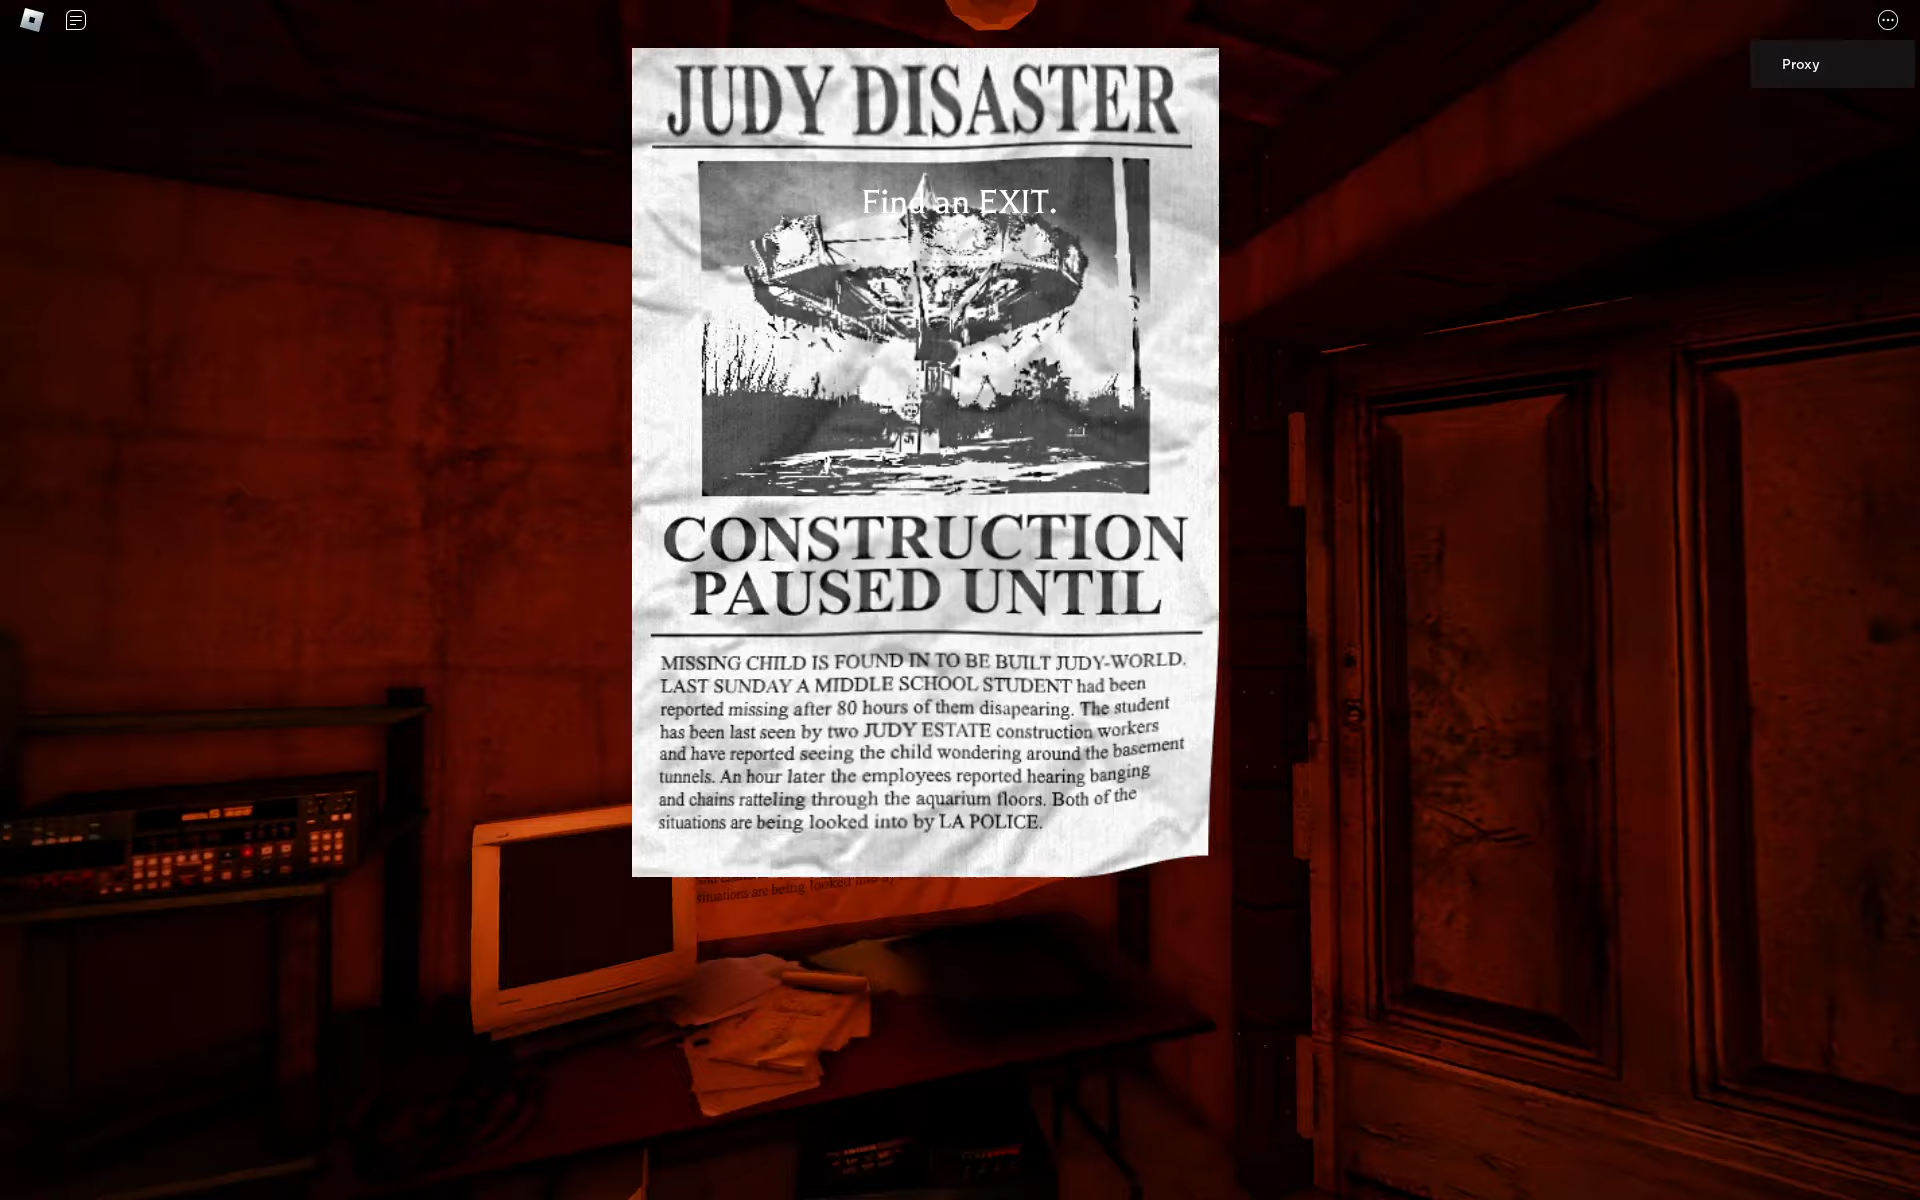 Proxy
JUDY DISASTER
Find an EXIT.
CONSTRUCTION
PAUSED UNTIL
MISSING CHILD IS FOUND IN TO BE BUILT JUDY-WORLD.
LAST SUNDAY A MIDDLE SCHOOL STUDENT had been
reported missing after 80 hours of them disapearing. The student
has been last seen by two JUDY ESTATE construction workers
and have reported seeing the child wondering around the basement
tunnels. An hour later the employees reported hearing banging
and chains ratteling through the aquarium floors. Both of the
situations are being looked into by LA POLICE.
situations are being looked into